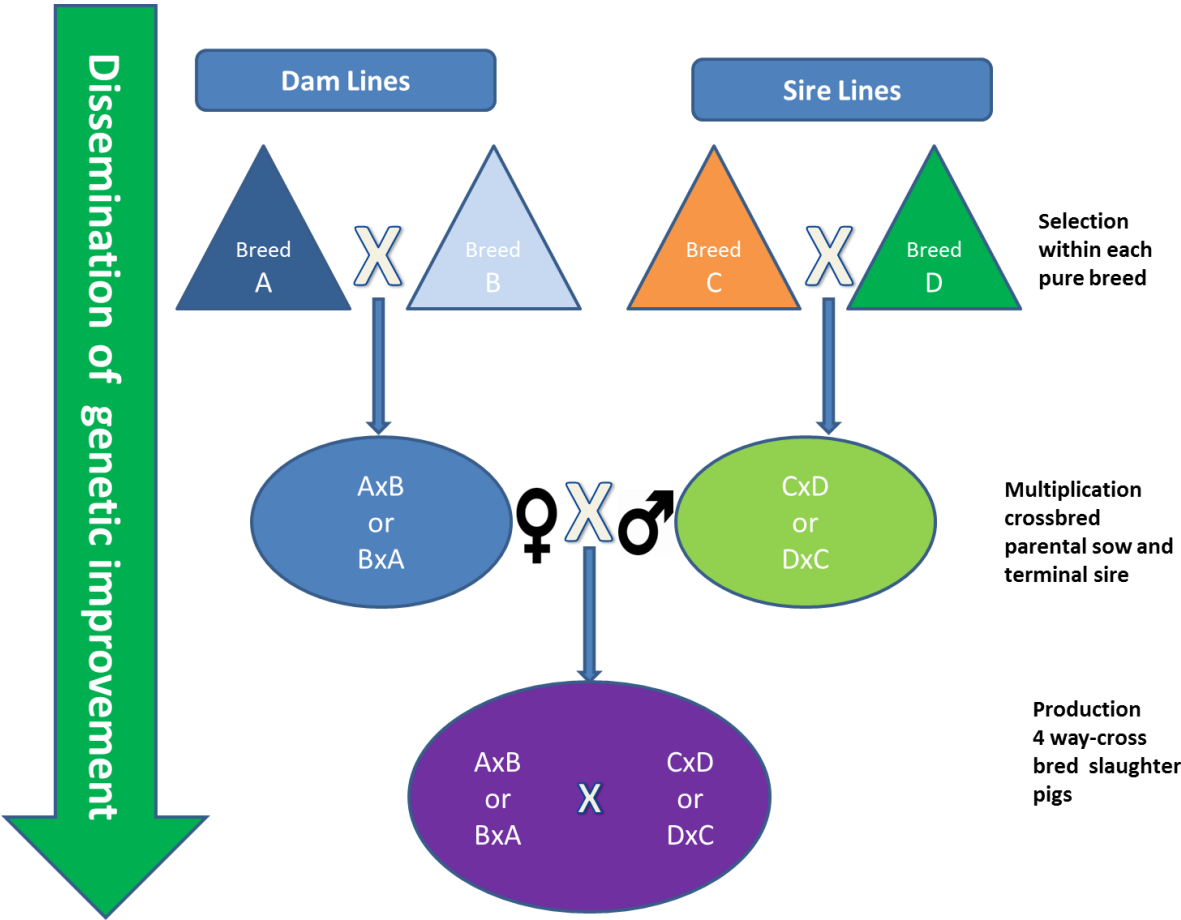 Dissemination of genetic improvement
Dam Lines
Sire Lines
Breed
A
X
Breed
B
Breed
C
X
Breed
D
Selection
within each
pure breed
AxB
or
BxA
X
CxD
or
DxC
Multiplication
crossbred
parental sow and
terminal sire
AxB
or
BxA
X
CxD
or
DxC
Production
4 way-cross
bred slaughter
pigs